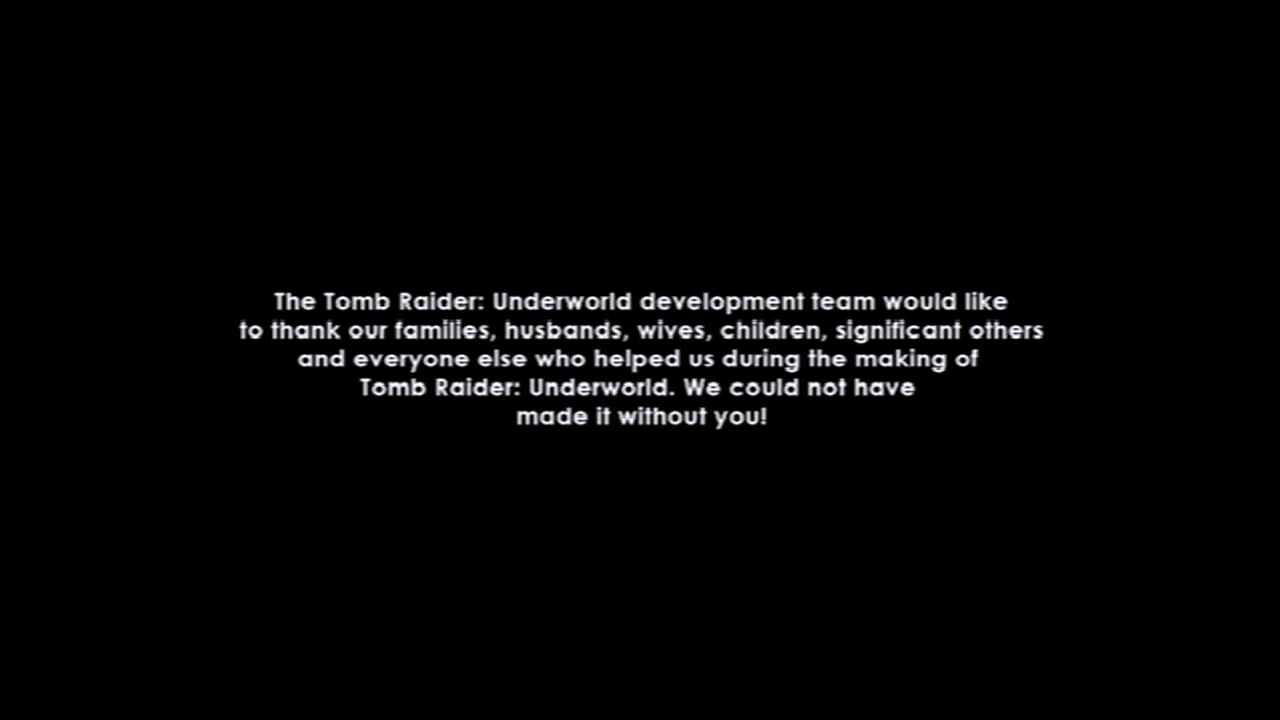 The Tomb Raider: Underworld development team would like
to thank our families, husbands, wives, children, significant others
and everyone else who helped us during the making of
Tomb Raider: Underworld. We could not have
made it without you!